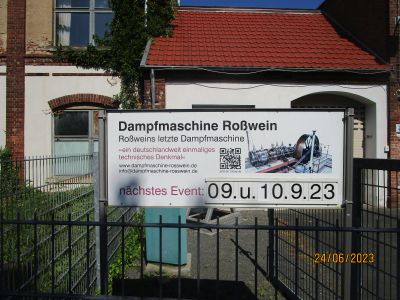 Dampfmaschine Roßwein
Roßweins letzte Dampfmaschine
»ein deutschlandweit einmaliges
technisches Denkmal«
www.dampfmaschine-rosswein.de
info@dampfmaschine-rosswein.de
nächstes Event: 09.u. 10.9.23
24/06/2023